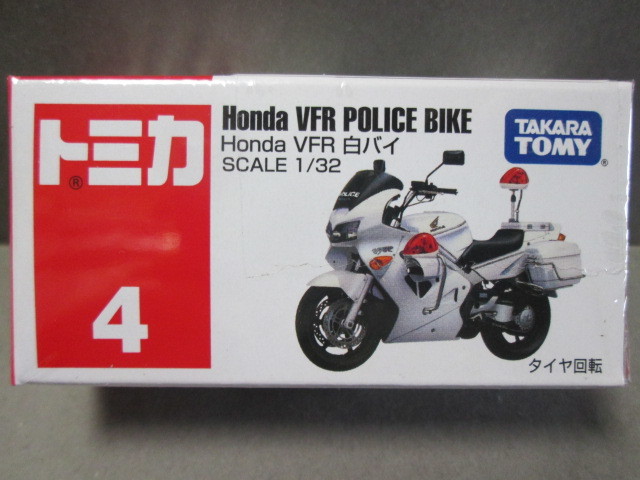 トミカ
®
4
Honda VFR POLICE BIKE
Honda VFR 白バイ
SCALE 1/32
TAKARA
TOMY
®
POLICE
タイヤ回転